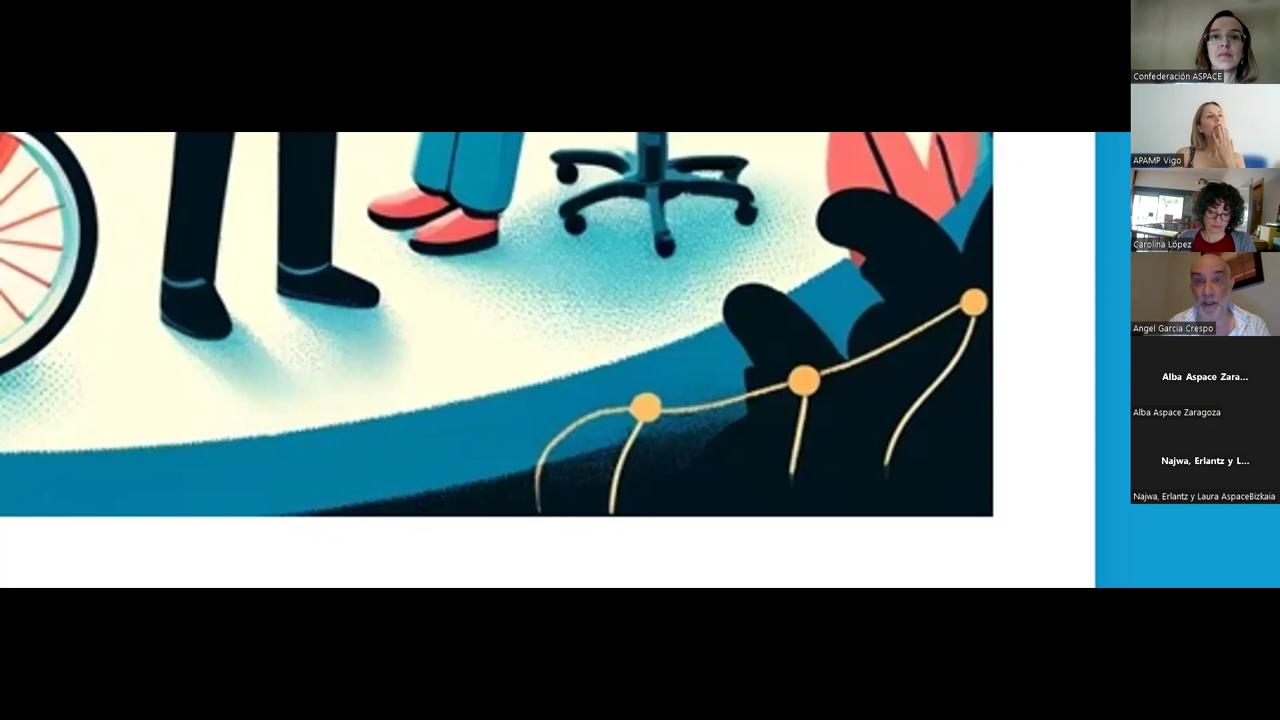 Confederación ASPACE
APAMP Vigo
Carolina López
Angel García Crespo
Alba Aspace Zara...
Alba Aspace Zaragoza
Najwa, Erlantz y L...
Najwa, Erlantz y Laura AspaceBizkaia